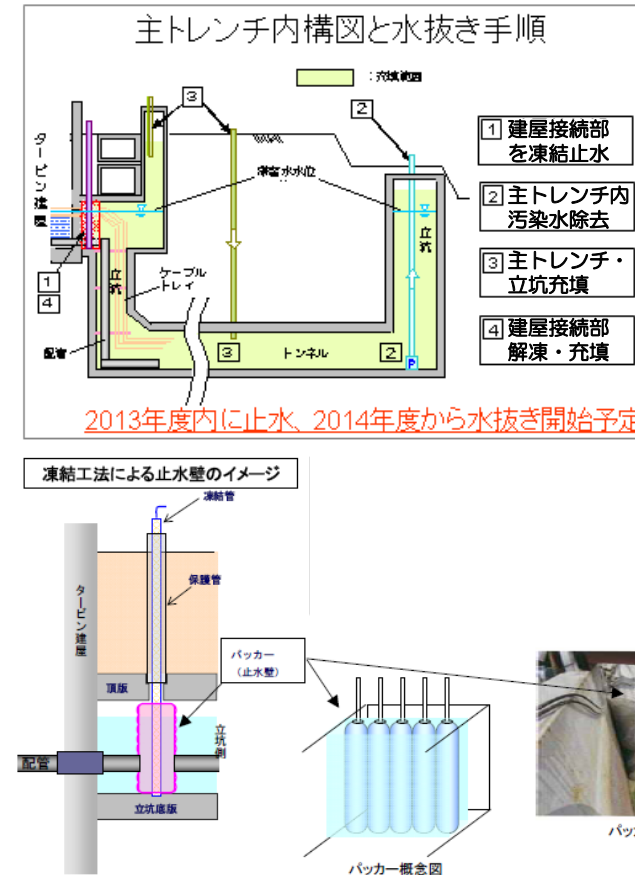 主トレンチ内構図と水抜き手順
：充填範囲
3
2
タービン建屋
滞留水水位
立坑
ケーブル
トレイ
立坑
1
4
配管
3
トンネル
2
P
1 建屋接続部
を凍結止水
2 主トレンチ内
汚染水除去
3 主トレンチ・
立坑充填
4 建屋接続部
解凍・充填
2013年度内に止水、2014年度から水抜き開始予定
凍結工法による止水壁のイメージ
凍結管
保護管
タービン建屋
パッカー
（止水壁）
頂版
立坑側
配管
立坑底版
パッカー概念図
パッカ